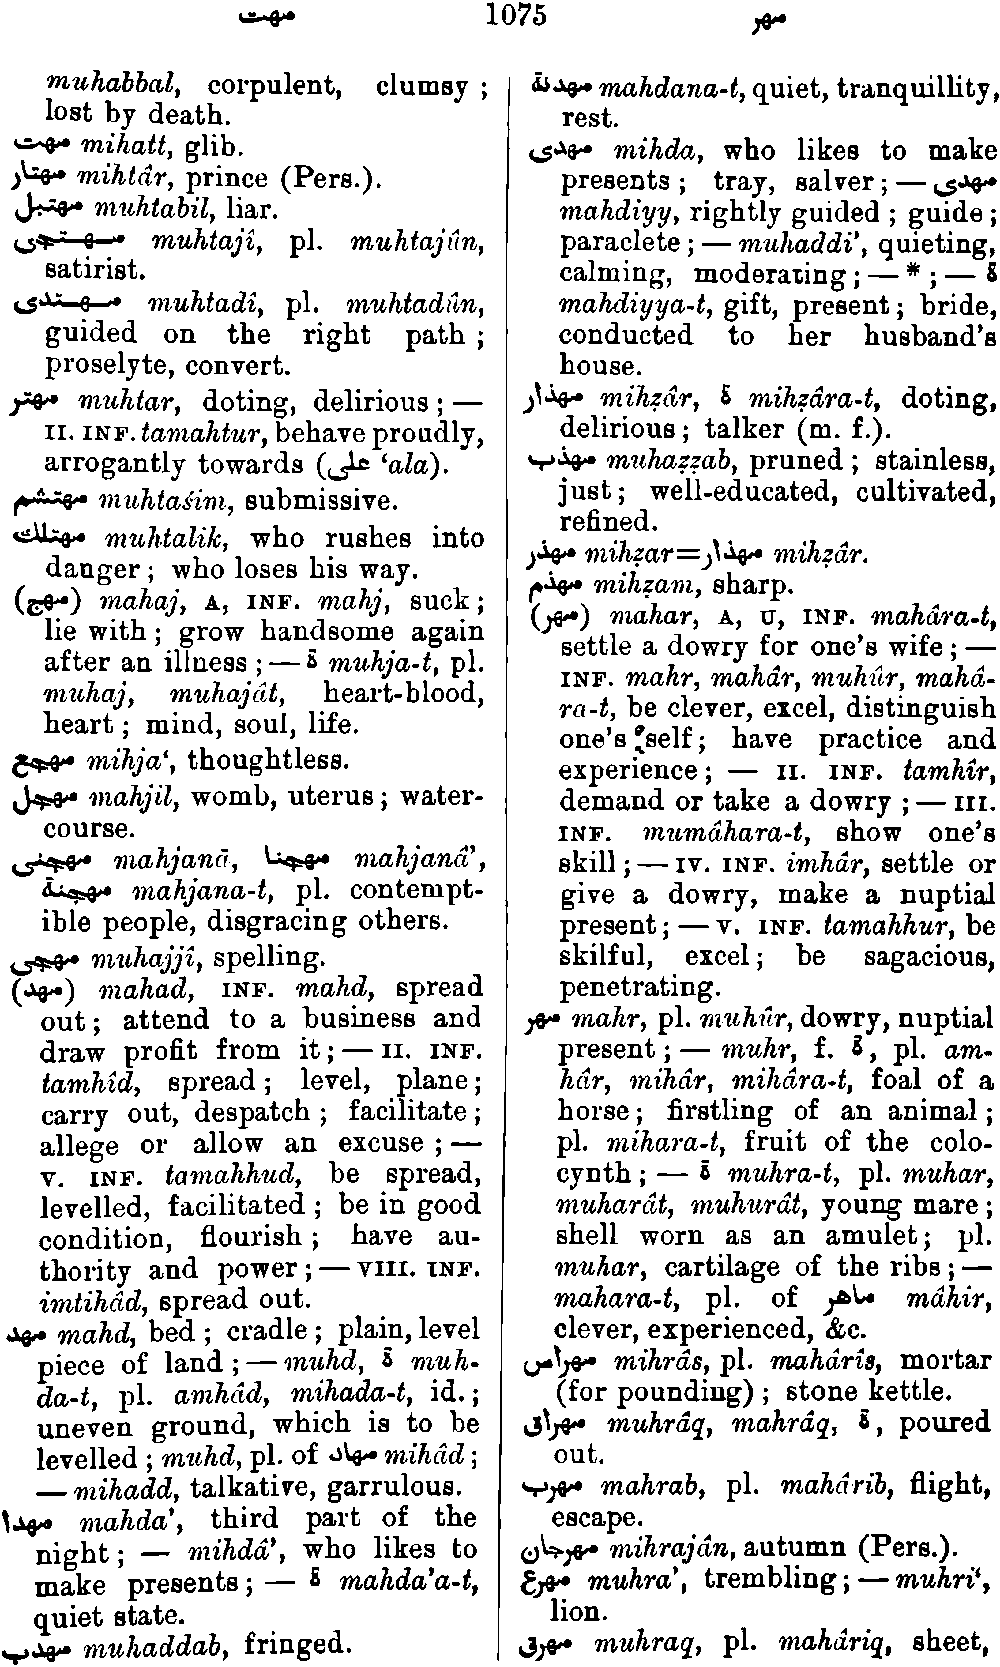 مهت 1075 مهر
muhabbal, corpulent, clumsy ;
lost by death.
مهت mihatt, glib.
مهتار mihtâr, prince (Pers.).
مهتبل muhtabil, liar.
مهتجى muhtajî, pl. muhtajûn,
satirist.
مهتدى muhtadî, pl. muhtadûn,
guided on the right path ;
proselyte, convert.
مهتر muhtar, doting, delirious ; —
II. INF. tamahtur, behave proudly,
arrogantly towards (على ‘ala).
مهتشم muhtaśim, submissive.
مهتلك muhtalik, who rushes into
danger ; who loses his way.
(مهج) mahaj, A, INF. mahj, suck ;
lie with ; grow handsome again
after an illness ; — ة muhja-t, pl.
muhaj, muhajât, heart-blood,
heart ; mind, soul, life.
مهجع mihja‘, thoughtless.
مهجل mahjil, womb, uterus ; water-
course.
مهجنى mahjanā, مهجنا mahjanâ’,
مهجنة mahjana-t, pl. contempt-
ible people, disgracing others.
مهجى muhajjî, spelling.
(مهد) mahad, INF. mahd, spread
out ; attend to a business and
draw profit from it ; — II. INF.
tamhîd, spread ; level, plane ;
carry out, despatch ; facilitate ;
allege or allow an excuse ; —
V. INF. tamahhud, be spread,
levelled, facilitated ; be in good
condition, flourish ; have au-
thority and power ; — VIII. INF.
imtihâd, spread out.
مهد mahd, bed ; cradle ; plain, level
piece of land ; — muhd, ة muh-
da-t, pl. amhâd, mihada-t, id. ;
uneven ground, which is to be
levelled ; muhd, pl. of مهاد mihâd ;
— mihadd, talkative, garrulous.
مهدا mahda’, third part of the
night ; — mihdâ’, who likes to
make presents ; — ة mahda’a-t,
quiet state.
مهدب muhaddab, fringed.
مهدنة mahdana-t, quiet, tranquillity,
rest.
مهدى mihda, who likes to make
presents ; tray, salver ; — مهدى
mahdiyy, rightly guided ; guide ;
paraclete ; — muhaddi’, quieting,
calming, moderating ; — * ; — ة
mahdiyya-t, gift, present ; bride,
conducted to her husband’s
house.
مهذار mihẓâr, ة mihẓâra-t, doting,
delirious ; talker (m. f.).
مهذب muhaẓẓab, pruned ; stainless,
just ; well-educated, cultivated,
refined.
مهذر mihẓar=مهذار mihẓâr.
مهذم mihẓam, sharp.
(مهر) mahar, A, U, INF. mahâra-t,
settle a dowry for one’s wife ; —
INF. mahr, mahâr, muhûr, mahâ-
ra-t, be clever, excel, distinguish
one’s self ; have practice and
experience ; — II. INF. tamhîr,
demand or take a dowry ; — III.
INF. mumâhara-t, show one’s
skill ; — IV. INF. imhâr, settle or
give a dowry, make a nuptial
present ; — V. INF. tamahhur, be
skilful, excel ; be sagacious,
penetrating.
مهر mahr, pl. muhûr, dowry, nuptial
present ; — muhr, f. ة, pl. am-
hâr, mihâr, mihâra-t, foal of a
horse ; firstling of an animal ;
pl. mihara-t, fruit of the colo-
cynth ; — ة muhra-t, pl. muhar,
muharât, muhurât, young mare ;
shell worn as an amulet ; pl.
muhar, cartilage of the ribs ; —
mahara-t, pl. of ماهر mâhir,
clever, experienced, &c.
مهراس mihrâs, pl. mahârîs, mortar
(for pounding) ; stone kettle.
مهراق muhrâq, mahrâq, ة, poured
out.
مهرب mahrab, pl. mahârib, flight,
escape.
مهرجان mihrajân, autumn (Pers.).
مهرع muhra‘, trembling ; — muhri‘,
lion.
مهرق muhraq, pl. mahâriq, sheet,